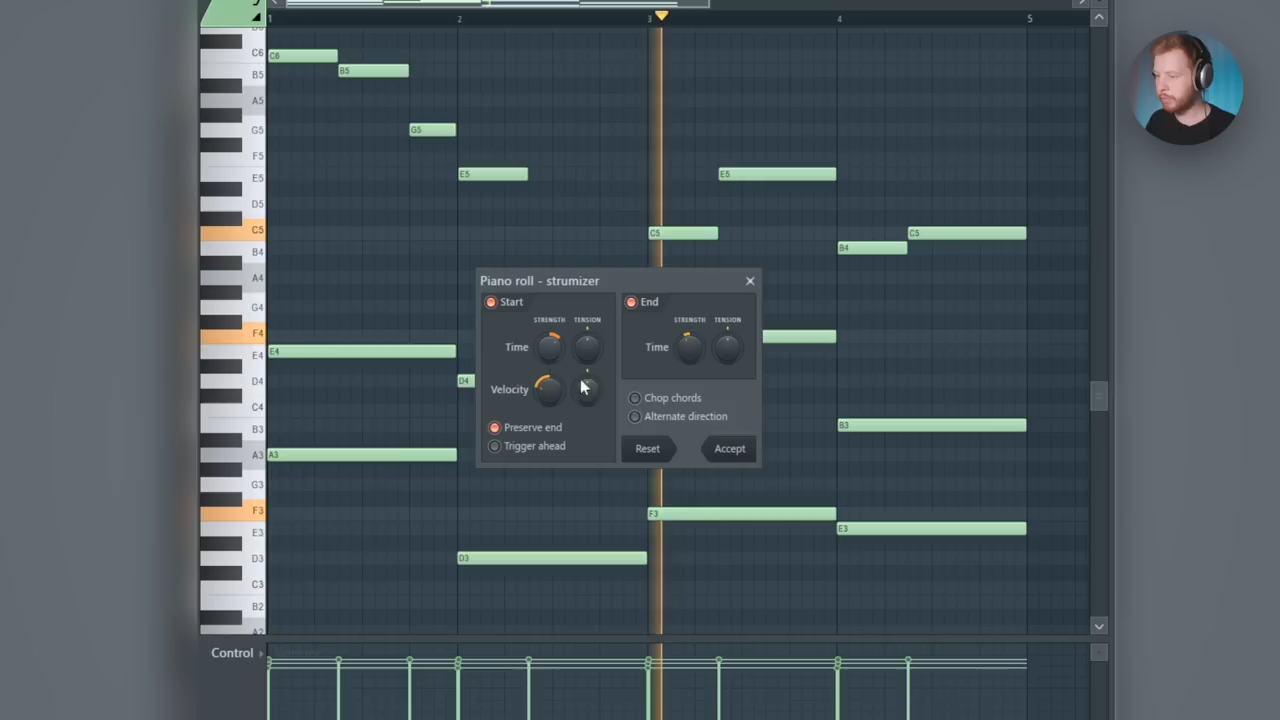 1 2 3 4 5
C6
C6
B5
B5
A5
G5
G5
F5
E5
E5
E5
D5
C5
C5
C5
B4
B4
A4
G4
F4
E4
E4
D4
D4
C4
B3
B3
A3
A3
G3
F3
F3
E3
E3
D3
D3
C3
B2
A2
Piano roll - strumizer
Start
STRENGTH TENSION
Time
Velocity
Preserve end
Trigger ahead
End
STRENGTH TENSION
Time
Chop chords
Alternate direction
Reset Accept
Control